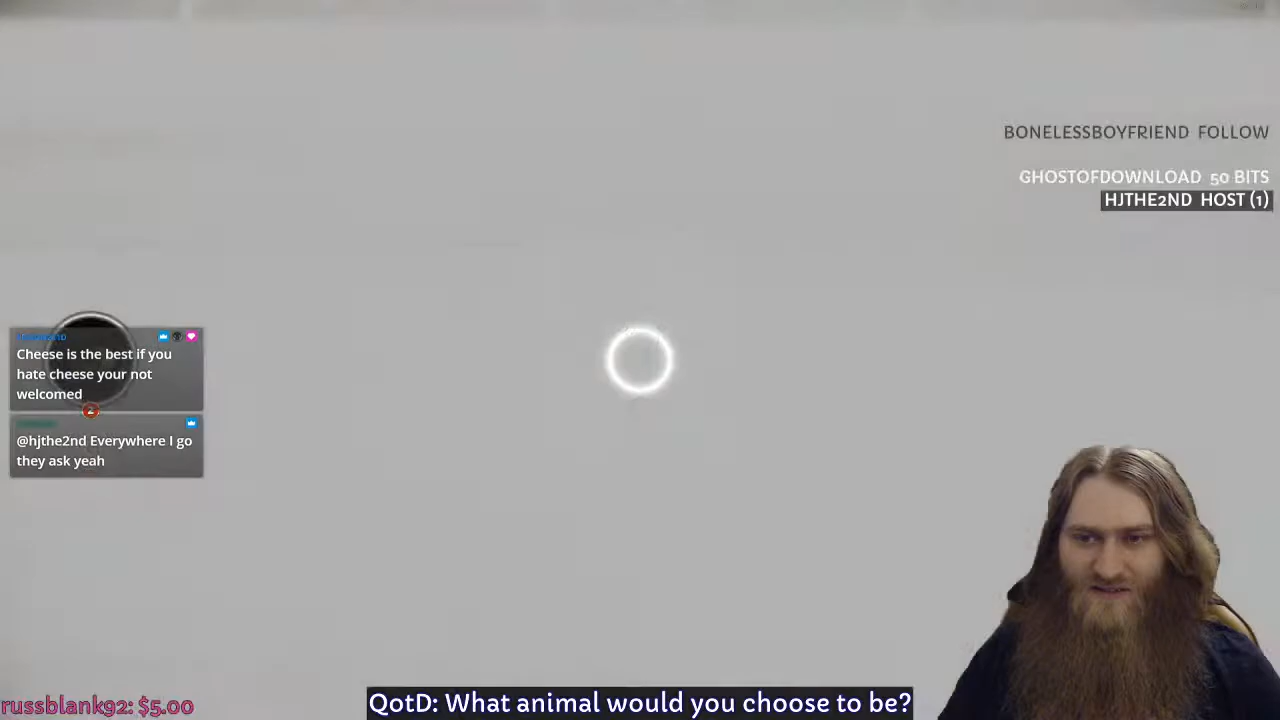 BONELESSBOYFRIEND FOLLOW
GHOSTOFDOWNLOAD 50 BITS
HJTHE2ND HOST (1)
Cheese is the best if you
hate cheese your not
welcomed
2
@hjthe2nd Everywhere I go
they ask yeah
russblank92: $5.00
QotD: What animal would you choose to be?